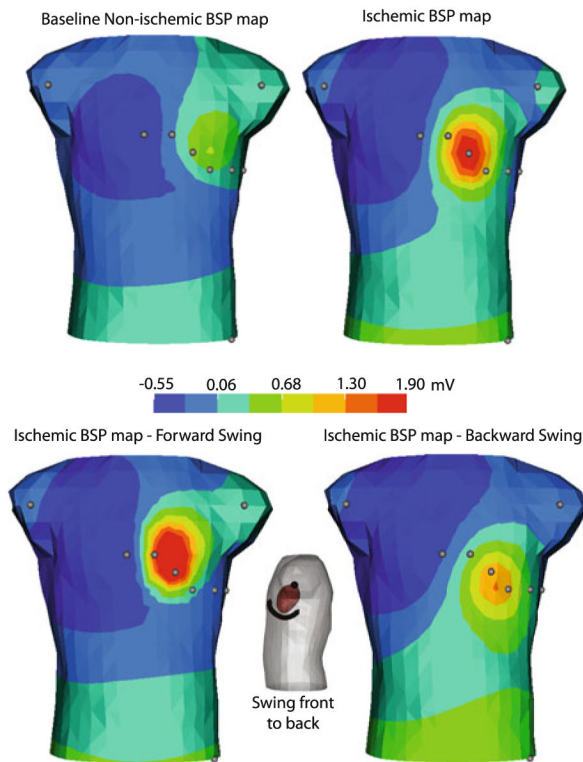 Baseline Non-ischemic BSP map
Ischemic BSP map
-0.55 0.06 0.68 1.30 1.90 mV
Ischemic BSP map - Forward Swing
Ischemic BSP map - Backward Swing
Swing front
to back